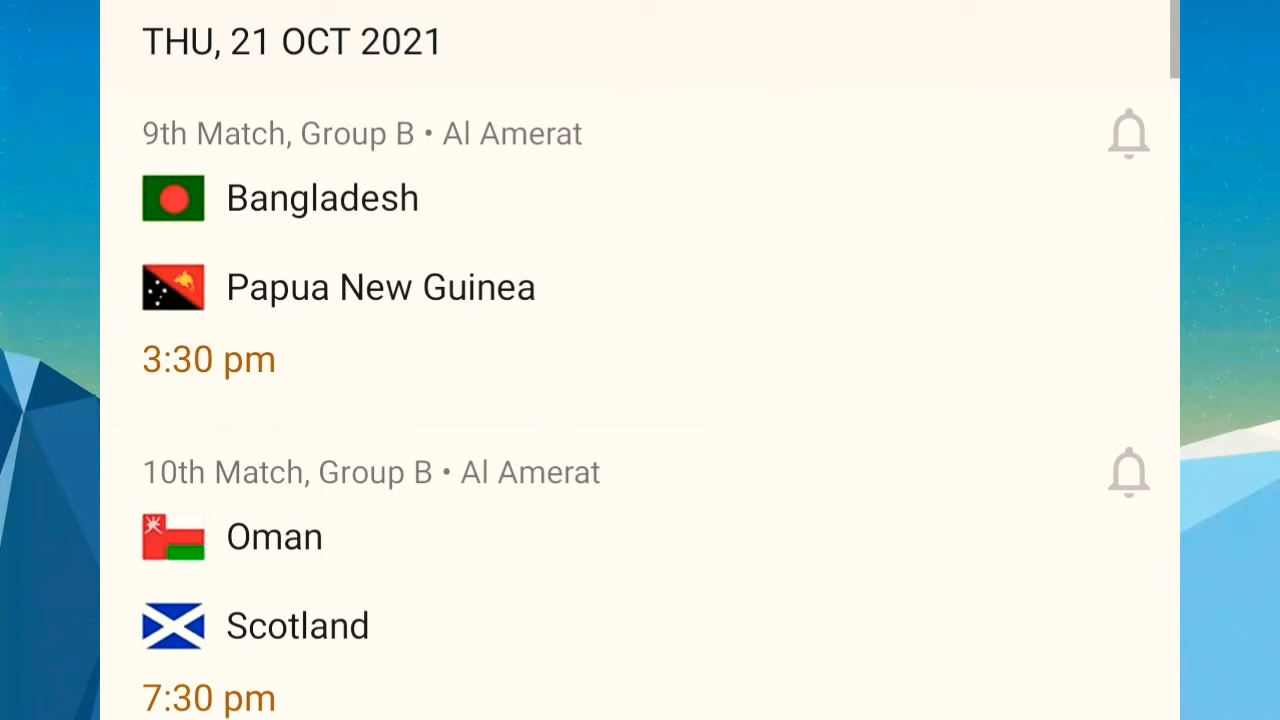 THU, 21 OCT 2021
9th Match, Group B • Al Amerat
Bangladesh
Papua New Guinea
3:30 pm
10th Match, Group B • Al Amerat
Oman
Scotland
7:30 pm